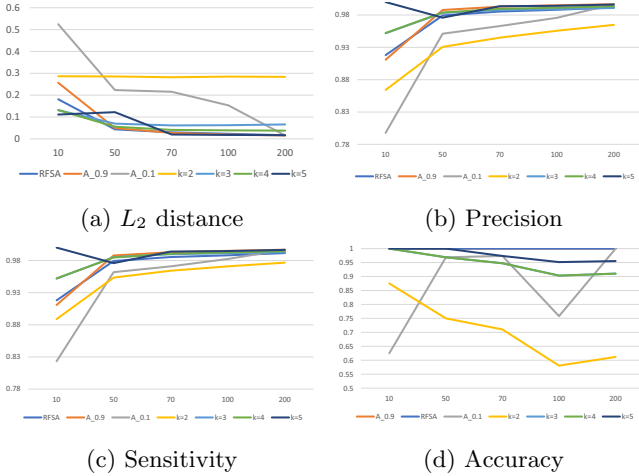 0.6
0.5
0.4
0.3
0.2
0.1
0
10 50 70 100 200
RFSA A_0.9 A_0.1 k=2 k=3 k=4 k=5
(a) L2 distance
0.98
0.93
0.88
0.83
0.78
10 50 70 100 200
RFSA A_0.9 A_0.1 k=2 k=3 k=4 k=5
(b) Precision
0.98
0.93
0.88
0.83
0.78
10 50 70 100 200
RFSA A_0.9 A_0.1 k=2 k=3 k=4 k=5
(c) Sensitivity
1
0.95
0.9
0.85
0.8
0.75
0.7
0.65
0.6
0.55
0.5
10 50 70 100 200
RFSA A_0.9 A_0.1 k=2 k=3 k=4 k=5
(d) Accuracy